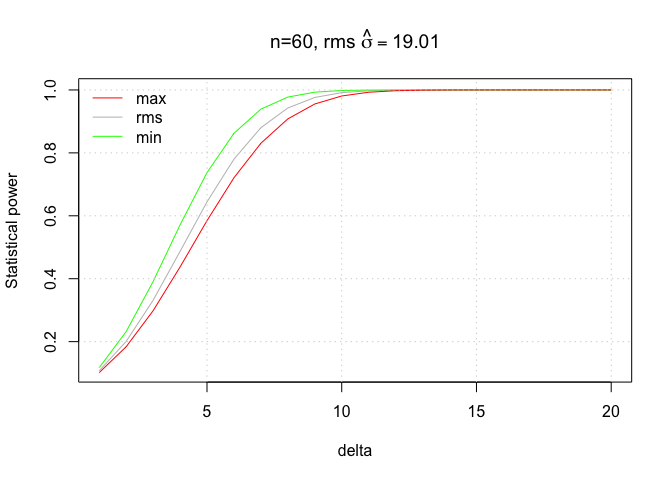 n=60, rms σ̂ = 19.01
max
rms
min
Statistical power
1.0
0.8
0.6
0.4
0.2
5 10 15 20
delta